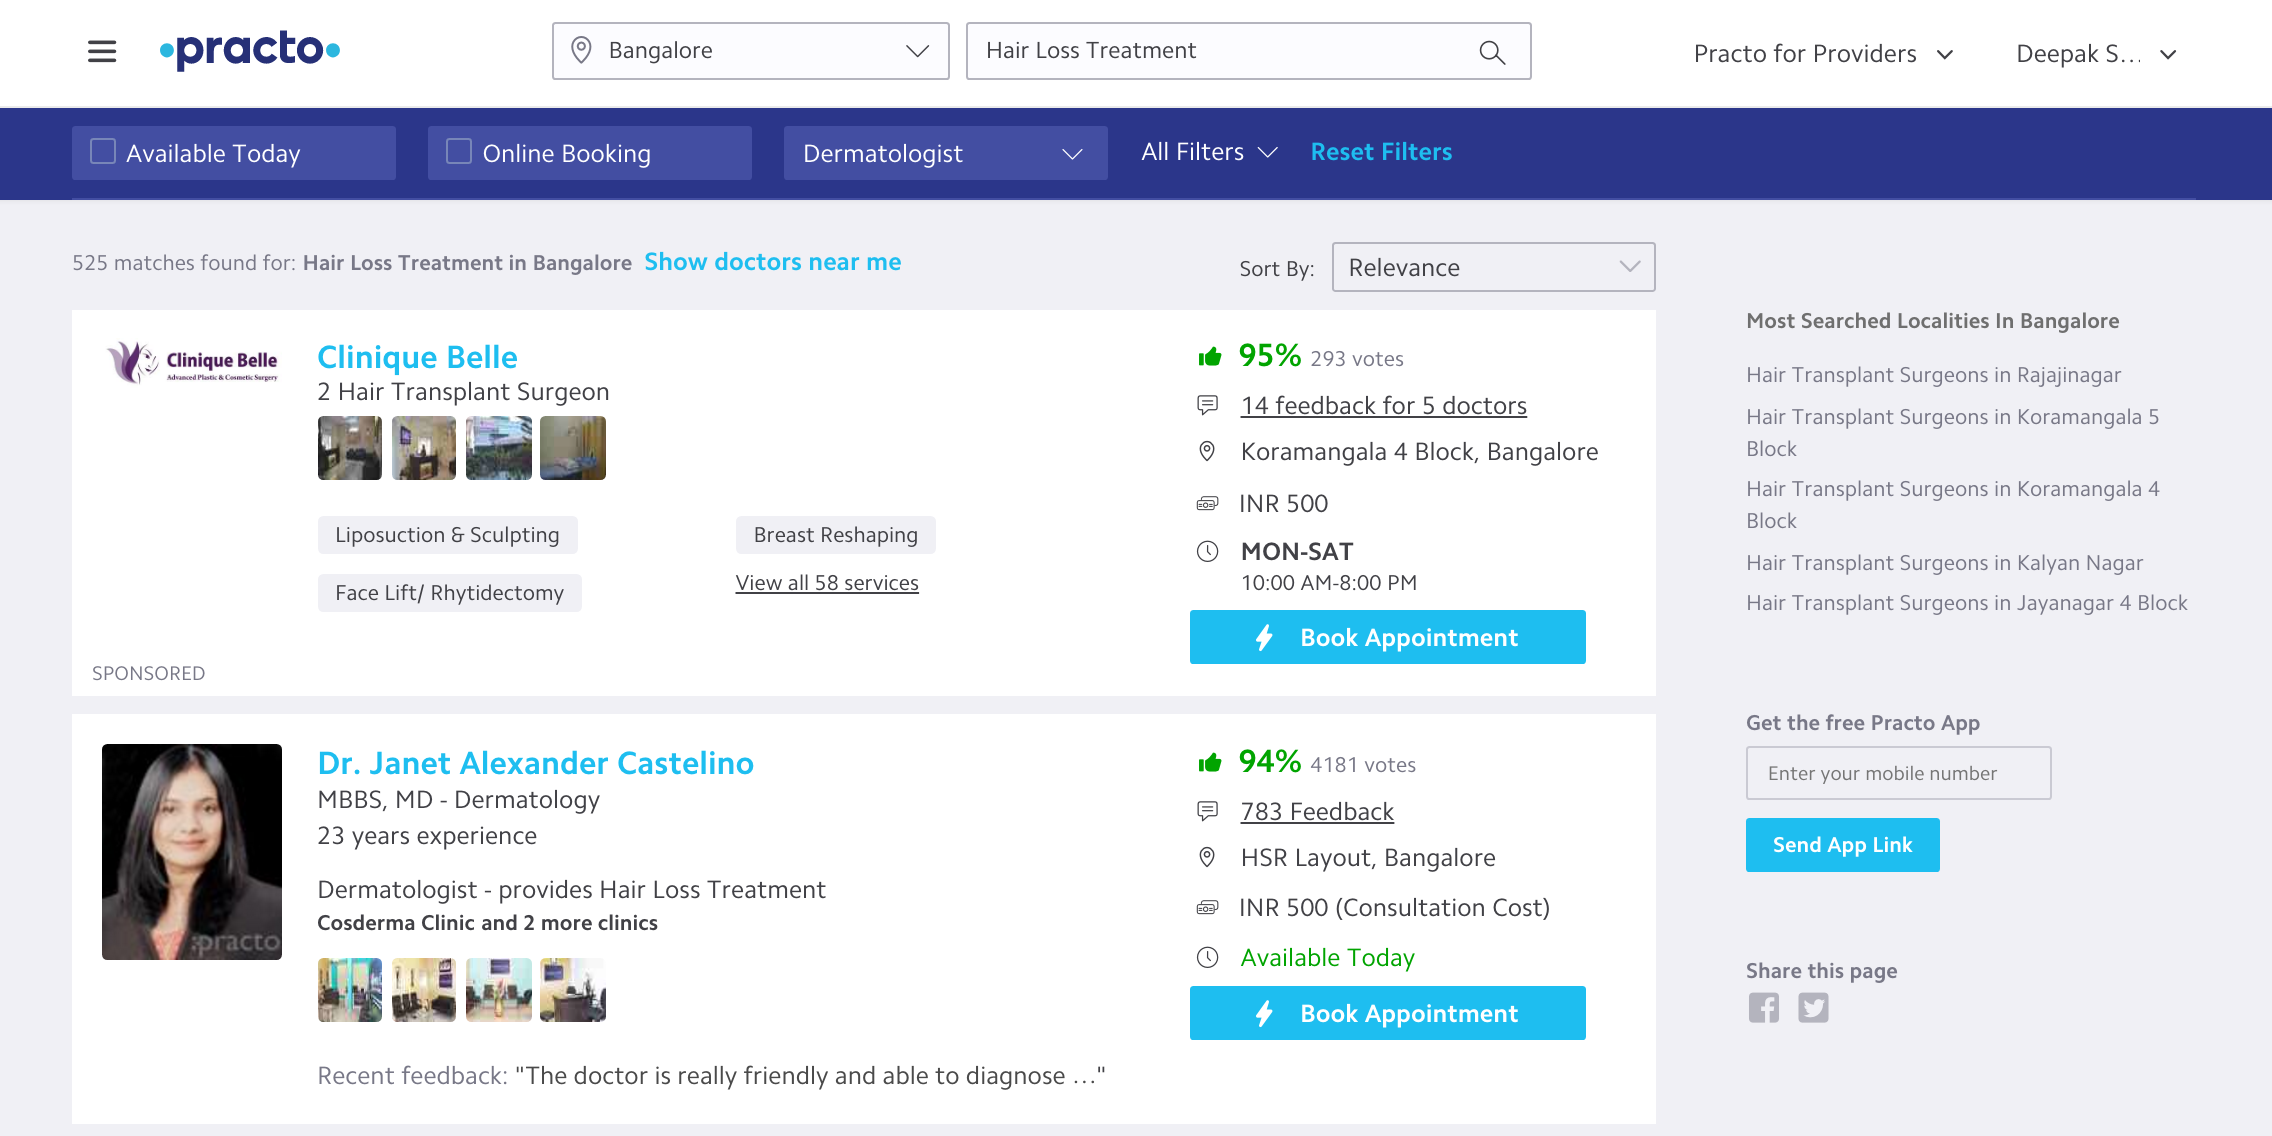 practo
Bangalore
Hair Loss Treatment
Practo for Providers
Deepak S...
Available Today
Online Booking
Dermatologist
All Filters
Reset Filters
525 matches found for: Hair Loss Treatment in Bangalore Show doctors near me
Sort By: Relevance
Clinique Belle
Advanced Plastic & Cosmetic Surgery
Clinique Belle
2 Hair Transplant Surgeon
Liposuction & Sculpting
Breast Reshaping
Face Lift/ Rhytidectomy
View all 58 services
SPONSORED
95% 293 votes
14 feedback for 5 doctors
Koramangala 4 Block, Bangalore
INR 500
MON-SAT
10:00 AM-8:00 PM
Book Appointment
:practo
Dr. Janet Alexander Castelino
MBBS, MD - Dermatology
23 years experience
Dermatologist - provides Hair Loss Treatment
Cosderma Clinic and 2 more clinics
Recent feedback: "The doctor is really friendly and able to diagnose ..."
94% 4181 votes
783 Feedback
HSR Layout, Bangalore
INR 500 (Consultation Cost)
Available Today
Book Appointment
Most Searched Localities In Bangalore
Hair Transplant Surgeons in Rajajinagar
Hair Transplant Surgeons in Koramangala 5
Block
Hair Transplant Surgeons in Koramangala 4
Block
Hair Transplant Surgeons in Kalyan Nagar
Hair Transplant Surgeons in Jayanagar 4 Block
Get the free Practo App
Enter your mobile number
Send App Link
Share this page